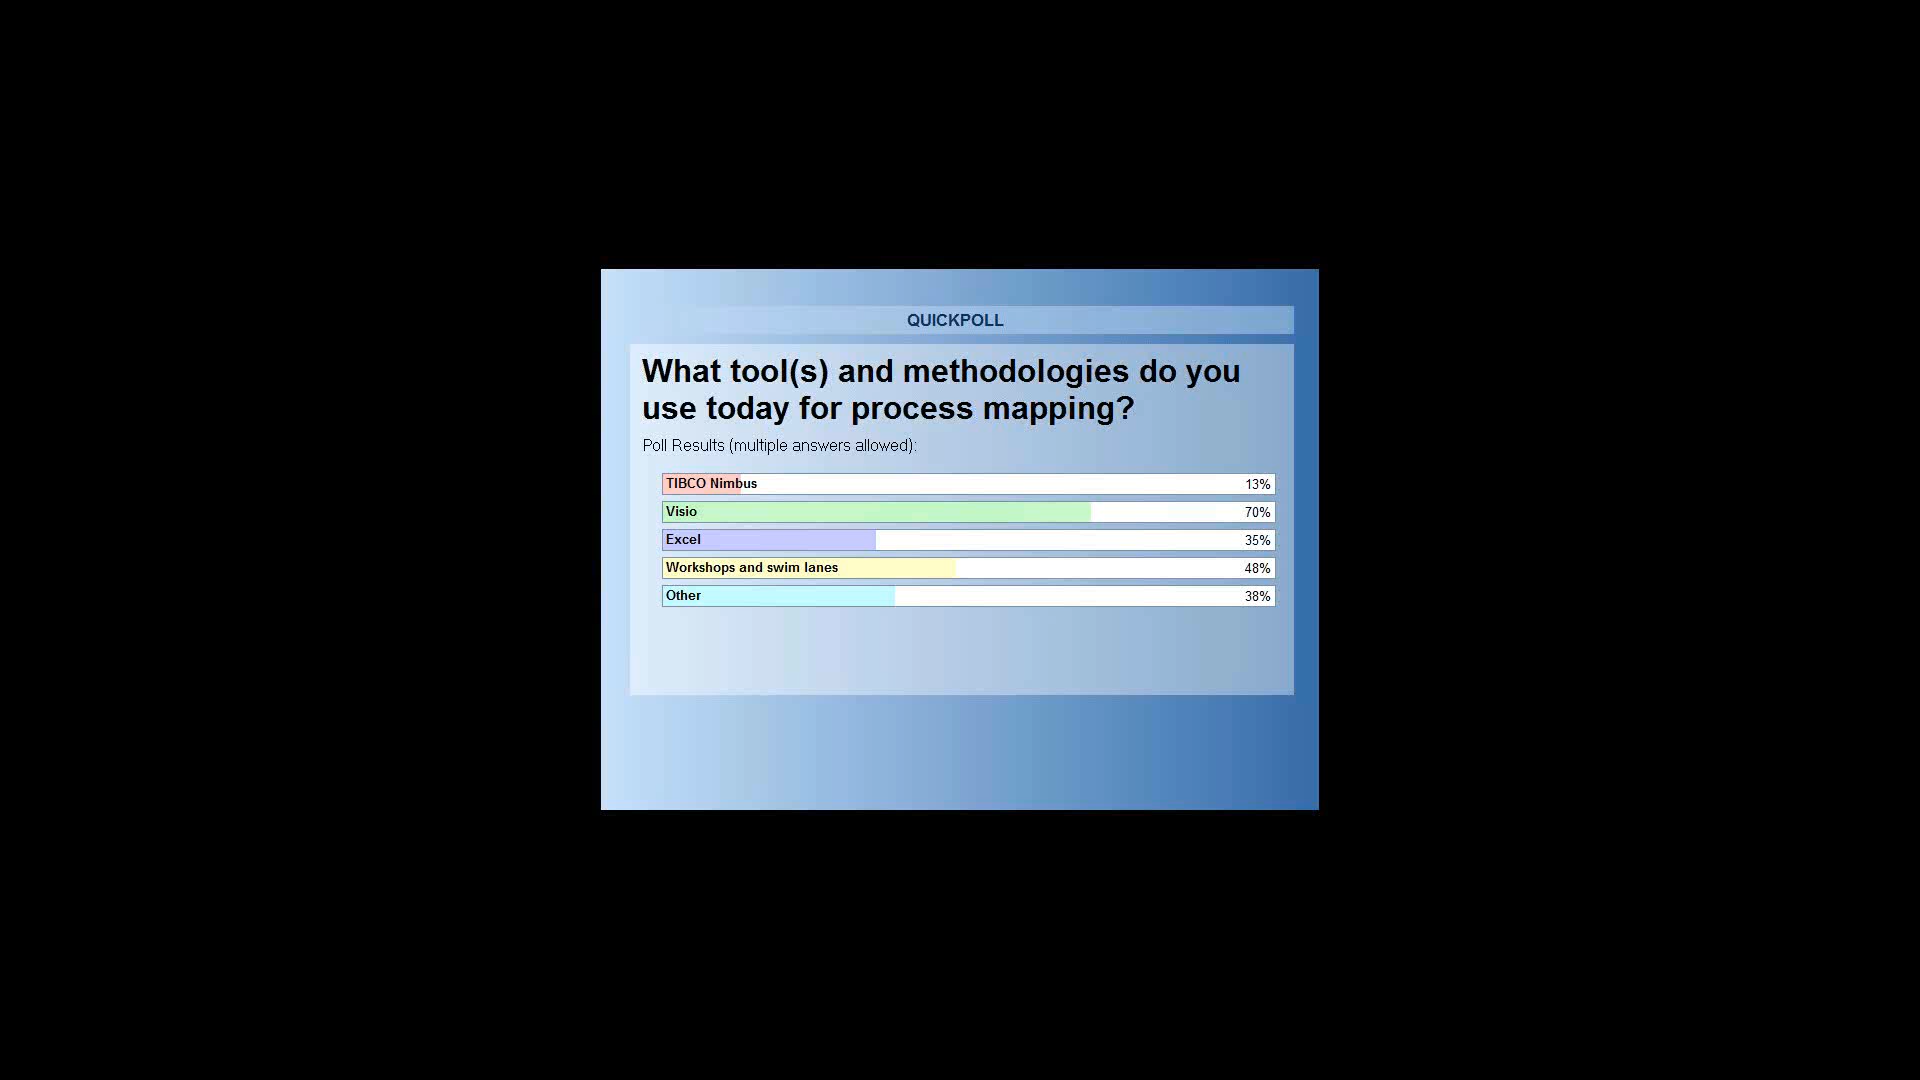 QUICKPOLL
What tool(s) and methodologies do you
use today for process mapping?
Poll Results (multiple answers allowed):
TIBCO Nimbus 13%
Visio 70%
Excel 35%
Workshops and swim lanes 48%
Other 38%